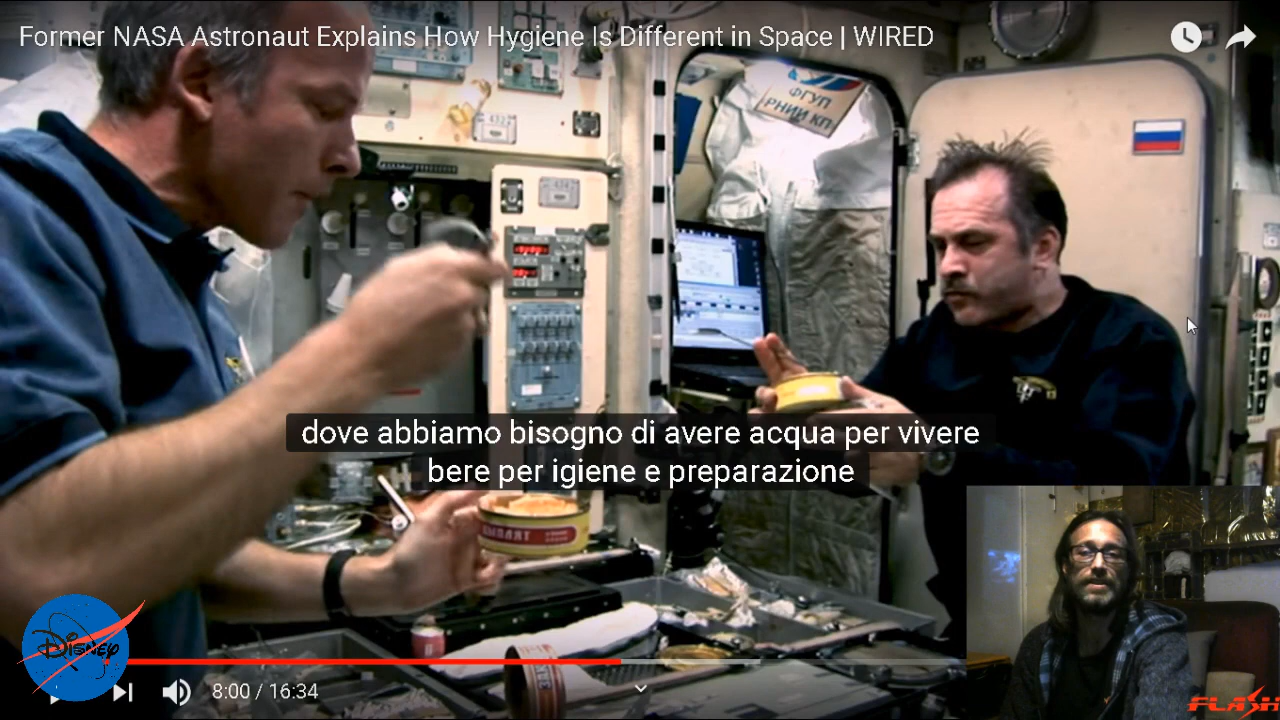 Former NASA Astronaut Explains How Hygiene Is Different in Space | WIRED
ФГУП
РНИИ КП
dove abbiamo bisogno di avere acqua per vivere
bere per igiene e preparazione
Disney
8:00 / 16:34
FLASH